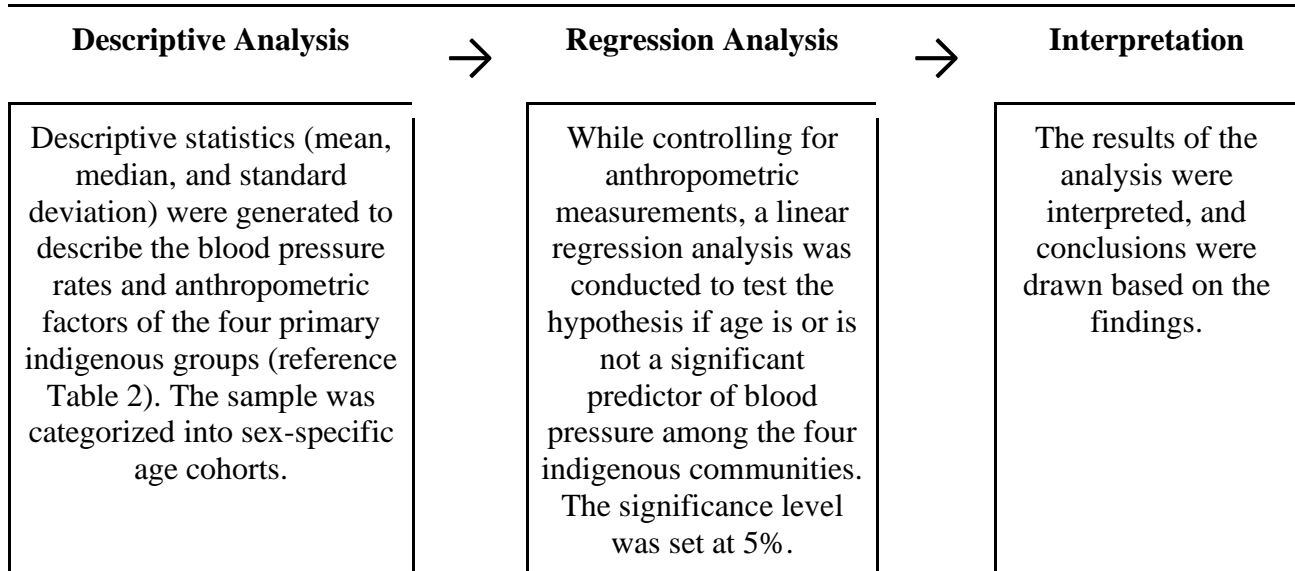 Descriptive Analysis → Regression Analysis → Interpretation
Descriptive statistics (mean,
median, and standard
deviation) were generated to
describe the blood pressure
rates and anthropometric
factors of the four primary
indigenous groups (reference
Table 2). The sample was
categorized into sex-specific
age cohorts.
While controlling for
anthropometric
measurements, a linear
regression analysis was
conducted to test the
hypothesis if age is or is
not a significant
predictor of blood
pressure among the four
indigenous communities.
The significance level
was set at 5%.
The results of the
analysis were
interpreted, and
conclusions were
drawn based on the
findings.